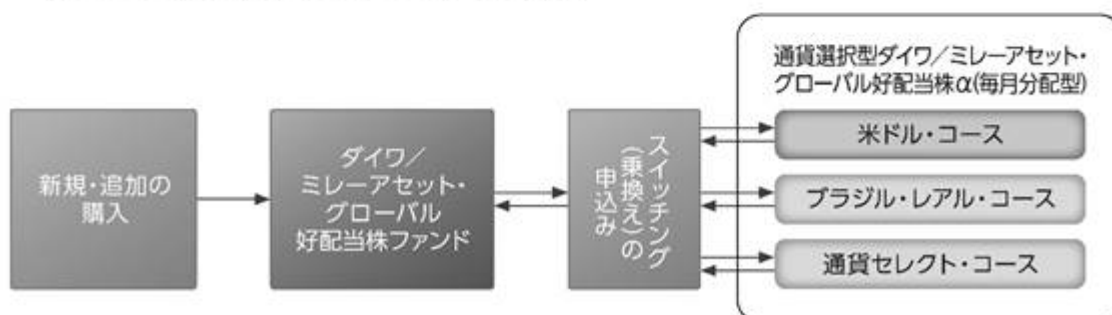 新規・追加の
購入
ダイワ/
ミレーアセット・
グローバル
好配当株ファンド
スイッチング
(乗換え)の
申込み
通貨選択型ダイワ/ミレーアセット・
グローバル好配当株α(毎月分配型)
米ドル・コース
ブラジル・レアル・コース
通貨セレクト・コース